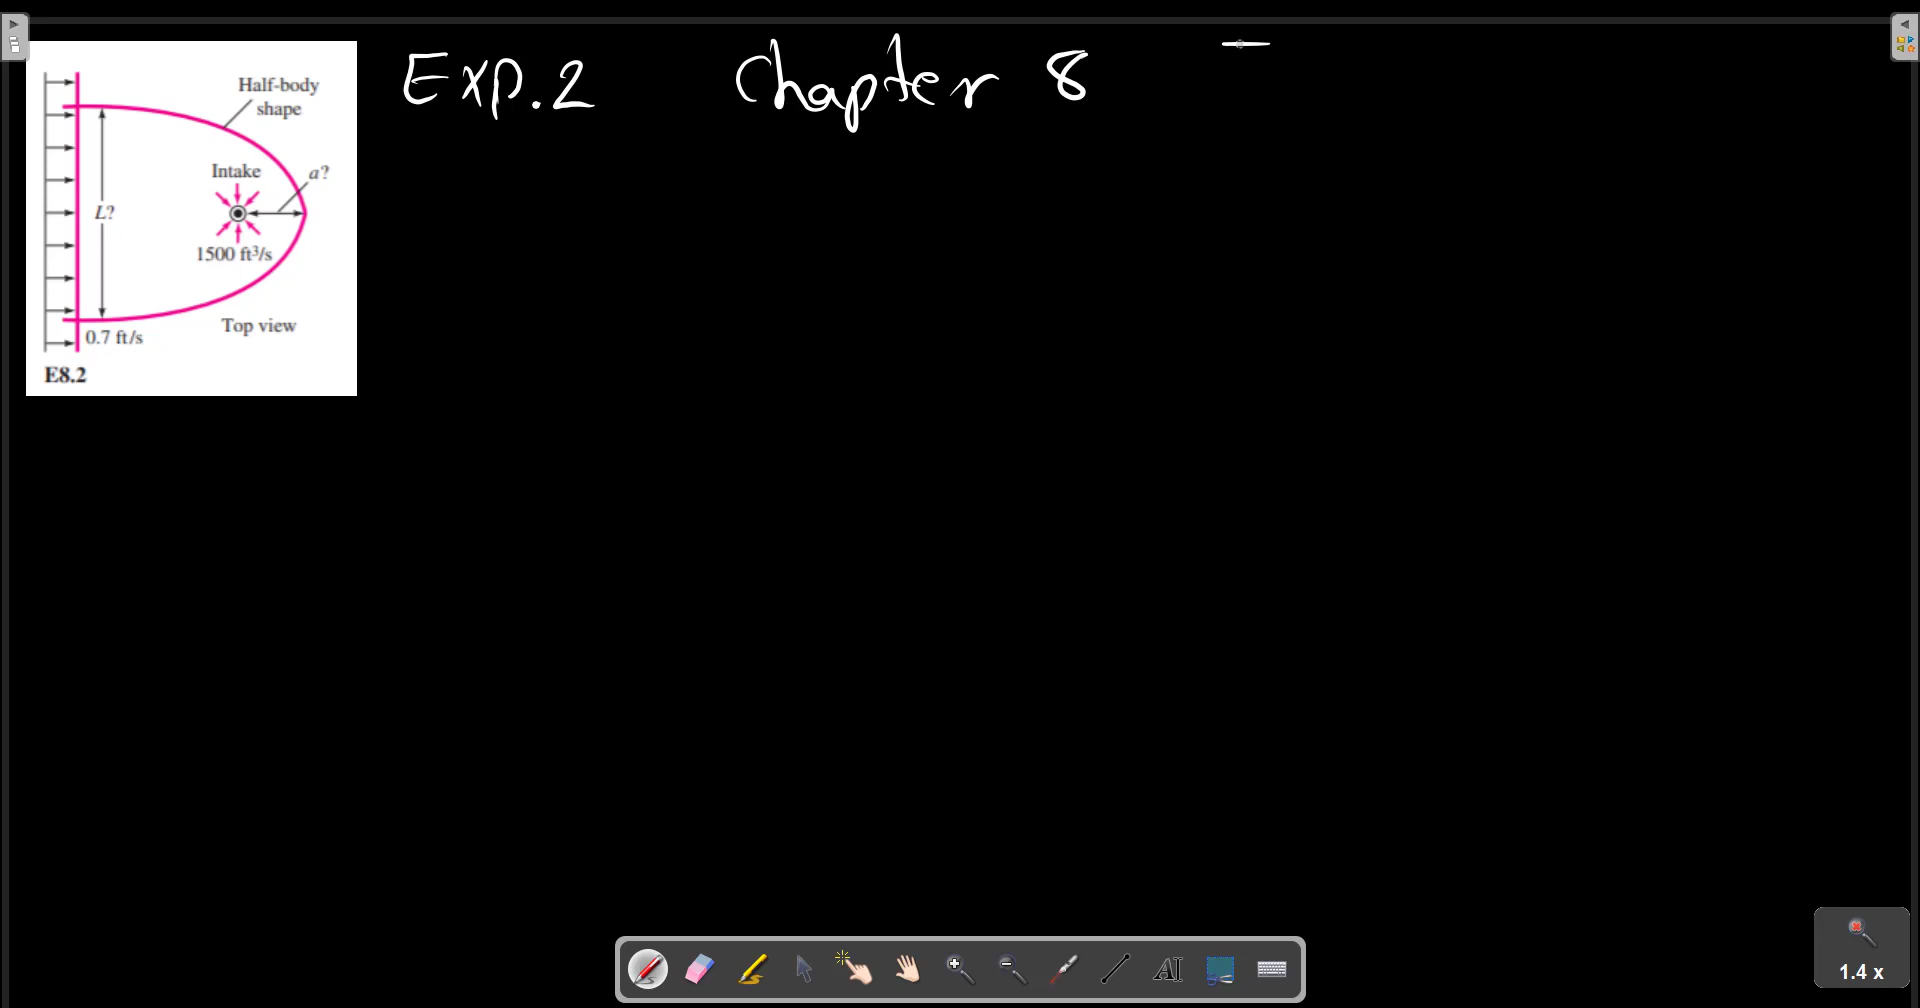 Exp.2 Chapter 8
Half-body
shape
Intake
a?
L?
1500 ft³/s
Top view
0.7 ft/s
E8.2
AI
1.4 x